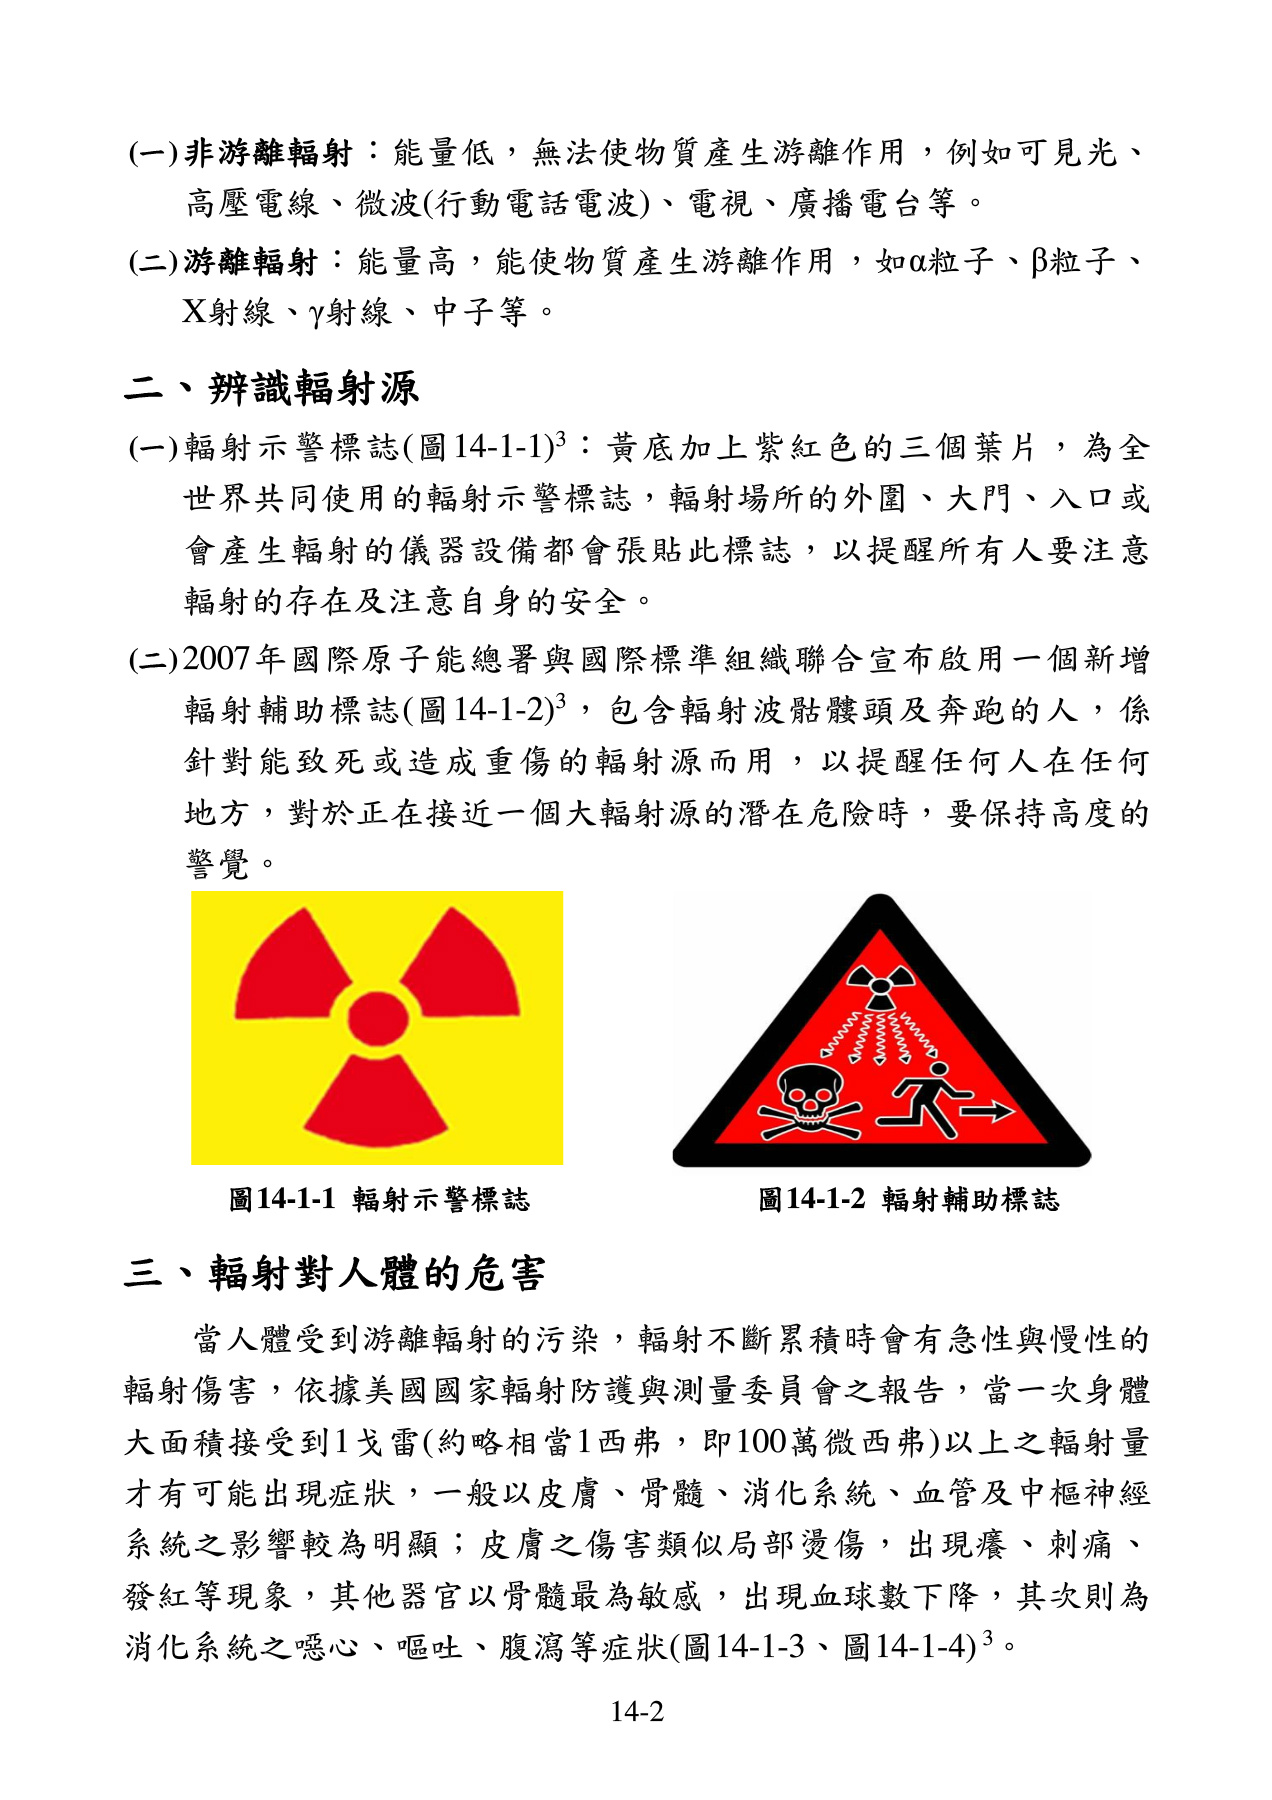 (一)非游離輻射：能量低，無法使物質產生游離作用，例如可見光、
高壓電線、微波(行動電話電波)、電視、廣播電台等。
(二)游離輻射：能量高，能使物質產生游離作用，如α粒子、β粒子、
X射線、γ射線、中子等。
二、辨識輻射源
(一)輻射示警標誌(圖14-1-1)3：黃底加上紫紅色的三個葉片，為全
世界共同使用的輻射示警標誌，輻射場所的外圍、大門、入口或
會產生輻射的儀器設備都會張貼此標誌，以提醒所有人要注意
輻射的存在及注意自身的安全。
(二)2007年國際原子能總署與國際標準組織聯合宣布啟用一個新增
輻射輔助標誌(圖14-1-2)3，包含輻射波骷髏頭及奔跑的人，係
針對能致死或造成重傷的輻射源而用，以提醒任何人在任何
地方，對於正在接近一個大輻射源的潛在危險時，要保持高度的
警覺。
圖14-1-1 輻射示警標誌
圖14-1-2 輻射輔助標誌
三、輻射對人體的危害
當人體受到游離輻射的污染，輻射不斷累積時會有急性與慢性的
輻射傷害，依據美國國家輻射防護與測量委員會之報告，當一次身體
大面積接受到1戈雷(約略相當1西弗，即100萬微西弗)以上之輻射量
才有可能出現症狀，一般以皮膚、骨髓、消化系統、血管及中樞神經
系統之影響較為明顯；皮膚之傷害類似局部燙傷，出現癢、刺痛、
發紅等現象，其他器官以骨髓最為敏感，出現血球數下降，其次則為
消化系統之噁心、嘔吐、腹瀉等症狀(圖14-1-3、圖14-1-4)3。
14-2